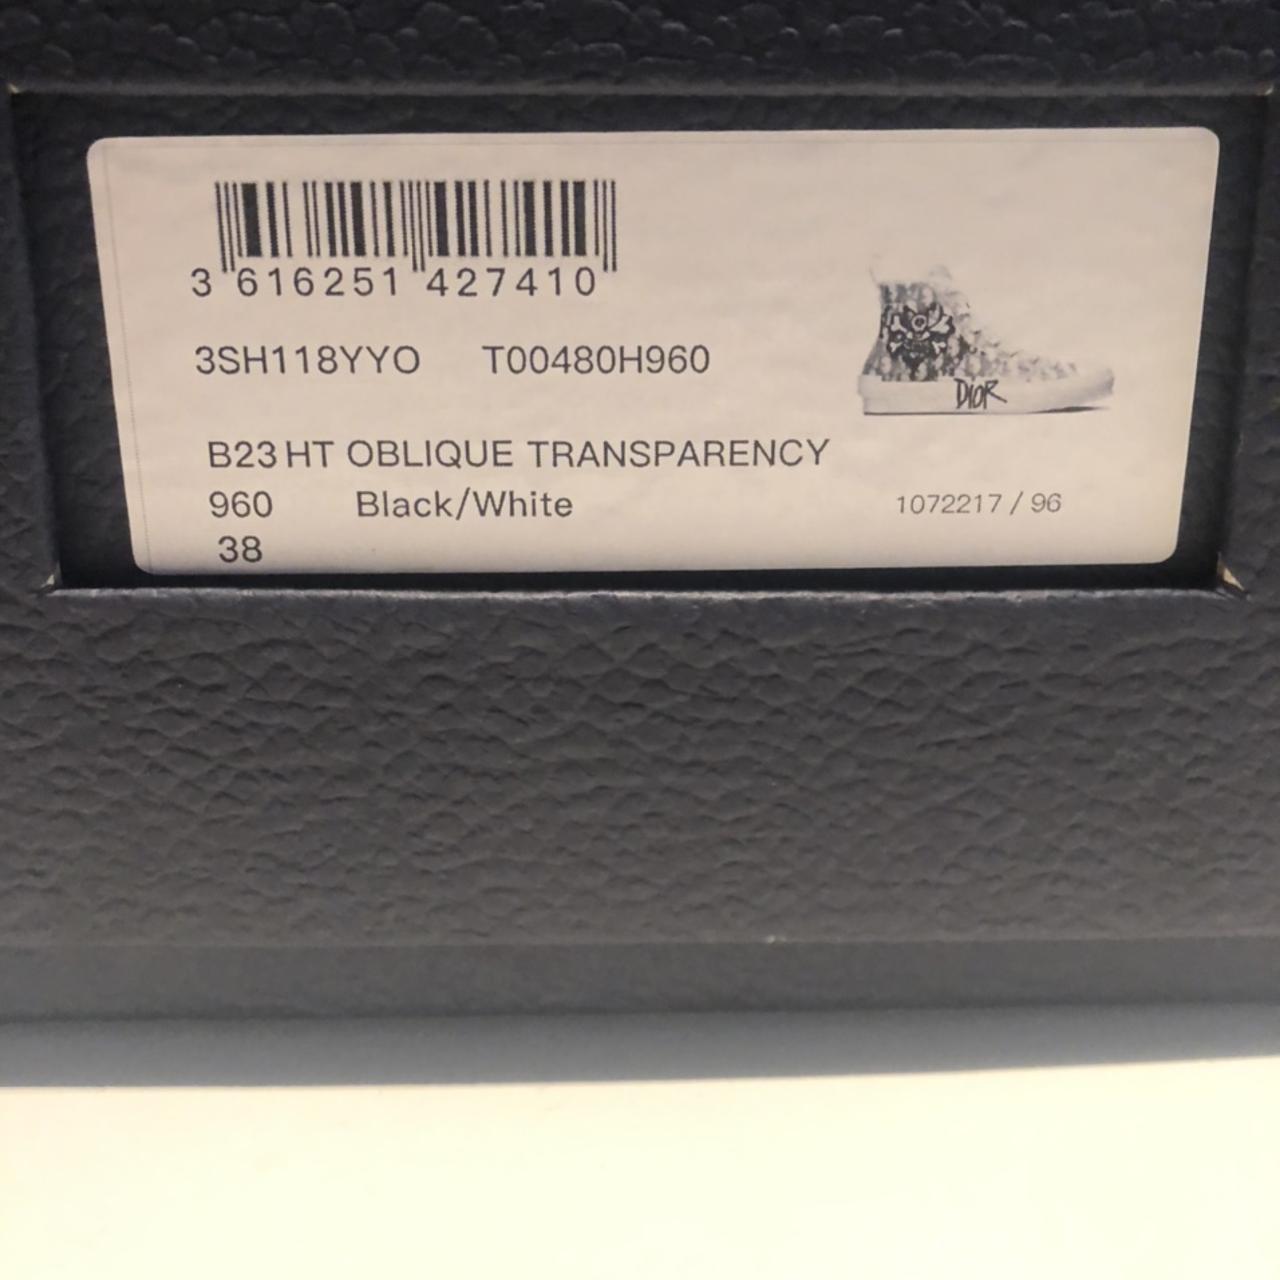 3 616251 427410
3SH118YYO T00480H960
DiOR
B23 HT OBLIQUE TRANSPARENCY
960 Black/White 1072217 / 96
38